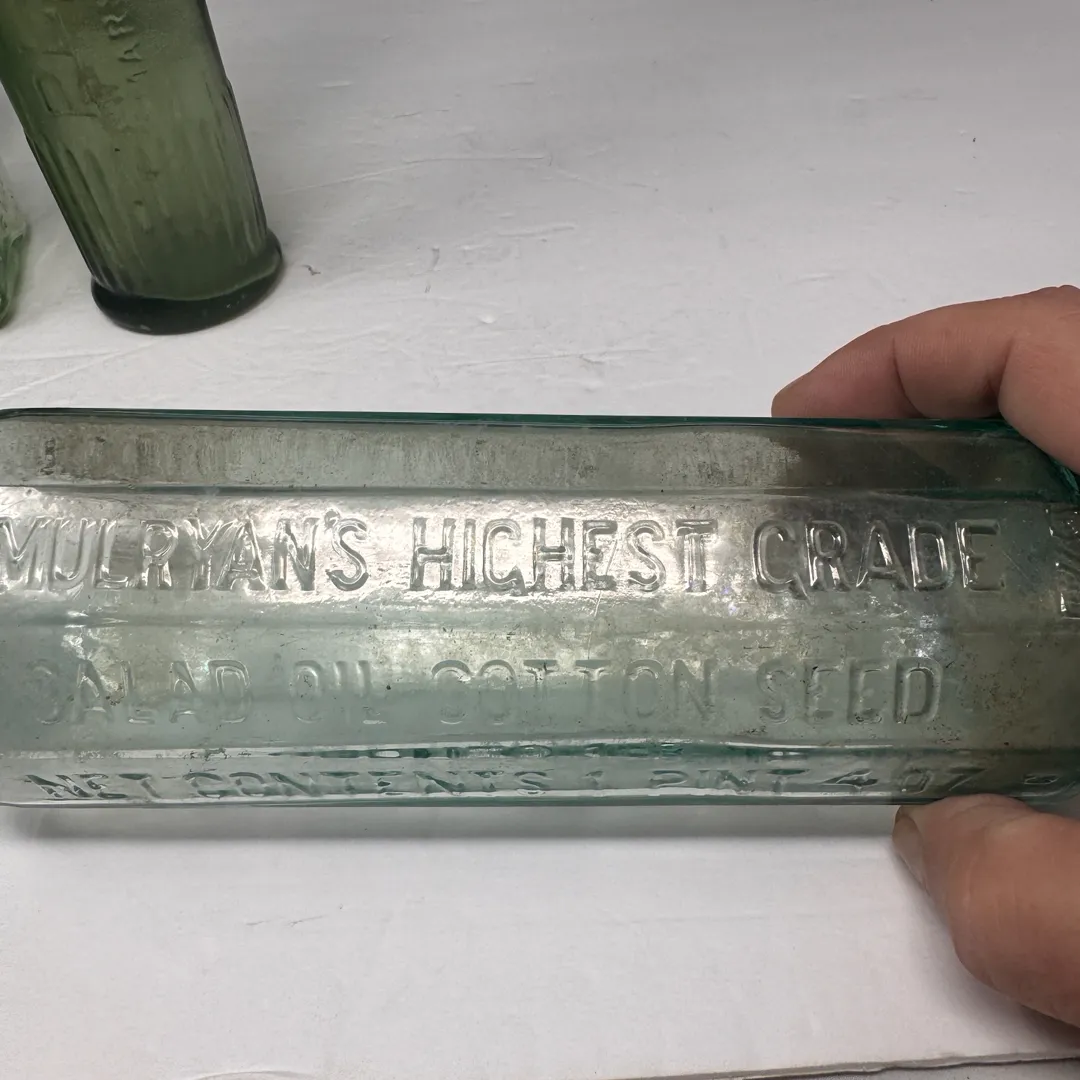 MULRYAN'S HIGHEST GRADE
SALAD OIL COTTON SEED
NET CONTENTS 1 PINT 4 OZ